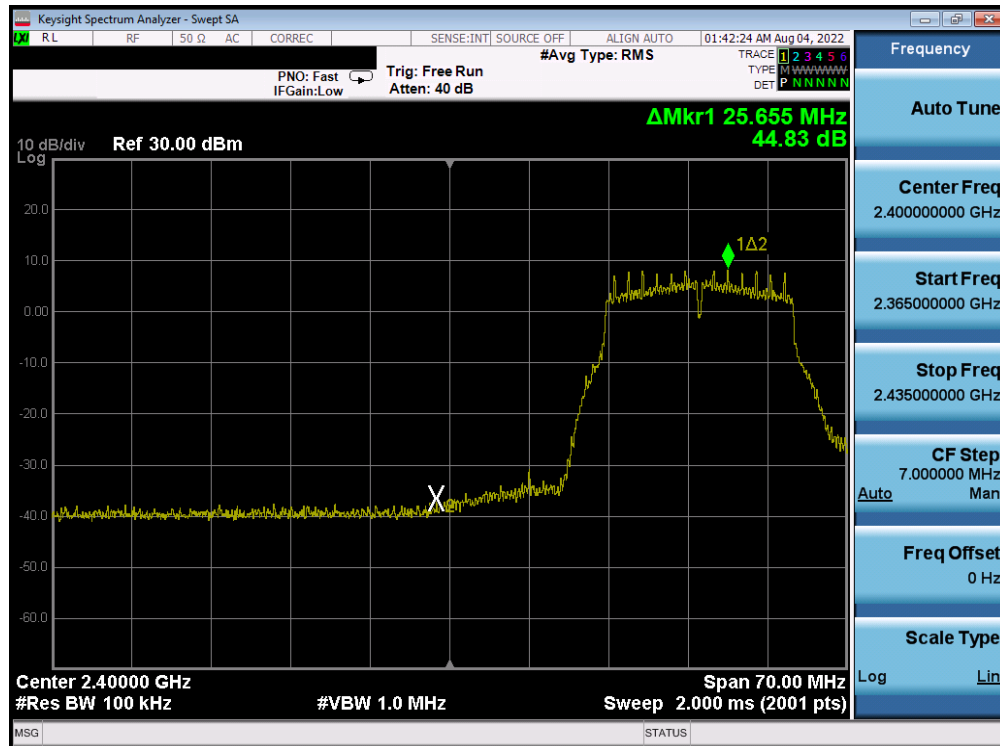 Keysight Spectrum Analyzer - Swept SA
LXI RL RF 50 Ω AC CORREC SENSE:INT SOURCE OFF ALIGN AUTO 01:42:24 AM Aug 04, 2022
#Avg Type: RMS
PNO: Fast
IFGain:Low
Trig: Free Run
Atten: 40 dB
TRACE 1 2 3 4 5 6
TYPE M W W W W W
DET P N N N N N
ΔMkr1 25.655 MHz
44.83 dB
10 dB/div Ref 30.00 dBm
Log
20.0
10.0
0.00
-10.0
-20.0
-30.0
-40.0
-50.0
-60.0
1Δ2
X2
Center 2.40000 GHz Span 70.00 MHz
#Res BW 100 kHz #VBW 1.0 MHz Sweep 2.000 ms (2001 pts)
MSG STATUS
Frequency
Auto Tune
Center Freq
2.400000000 GHz
Start Freq
2.365000000 GHz
Stop Freq
2.435000000 GHz
CF Step
7.000000 MHz
Auto Man
Freq Offset
0 Hz
Scale Type
Log Lin